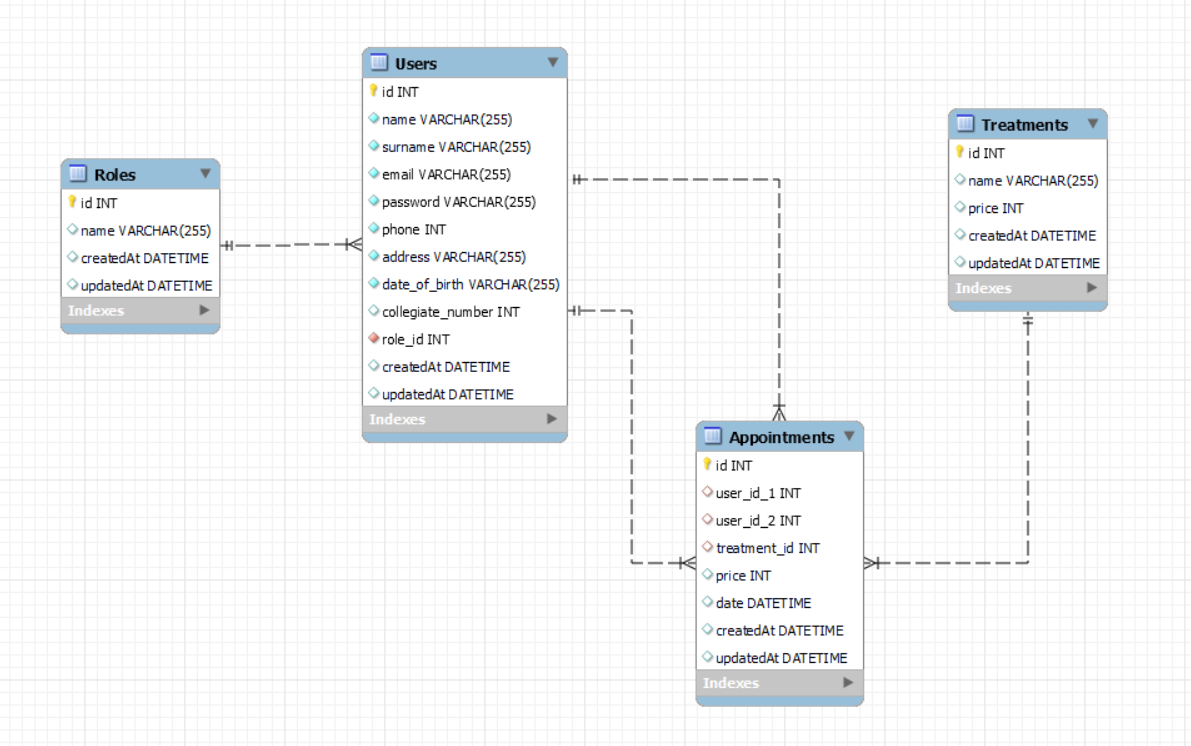 Roles
id INT
name VARCHAR(255)
createdAt DATETIME
updatedAt DATETIME
Indexes
Users
id INT
name VARCHAR(255)
surname VARCHAR(255)
email VARCHAR(255)
password VARCHAR(255)
phone INT
address VARCHAR(255)
date_of_birth VARCHAR(255)
collegiate_number INT
role_id INT
createdAt DATETIME
updatedAt DATETIME
Indexes
Treatments
id INT
name VARCHAR(255)
price INT
createdAt DATETIME
updatedAt DATETIME
Indexes
Appointments
id INT
user_id_1 INT
user_id_2 INT
treatment_id INT
price INT
date DATETIME
createdAt DATETIME
updatedAt DATETIME
Indexes